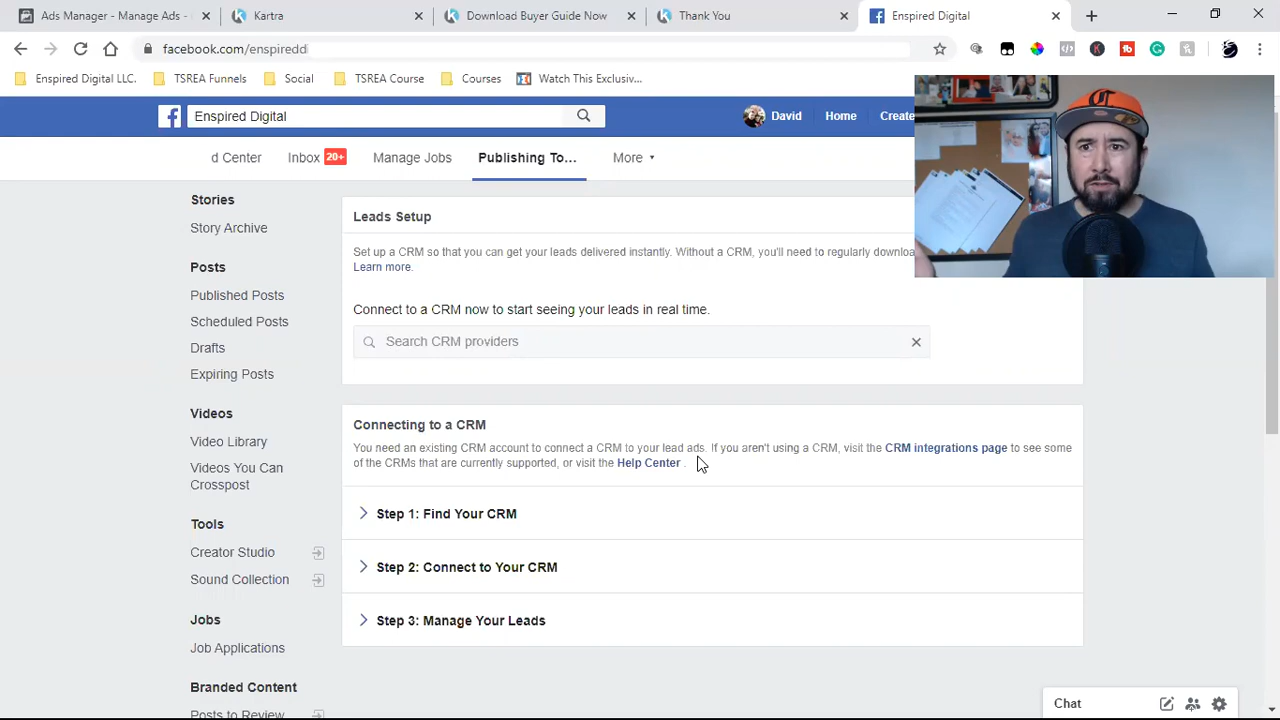 Ads Manager - Manage Ads -
Kartra
Download Buyer Guide Now
Thank You
Enspired Digital
facebook.com/enspireddi
Enspired Digital LLC.
TSREA Funnels
Social
TSREA Course
Courses
Watch This Exclusiv...
Enspired Digital
David
Home
Create
d Center
Inbox 20+
Manage Jobs
Publishing To...
More
Stories
Story Archive
Posts
Published Posts
Scheduled Posts
Drafts
Expiring Posts
Videos
Video Library
Videos You Can
Crosspost
Tools
Creator Studio
Sound Collection
Jobs
Job Applications
Branded Content
Posts to Review
Leads Setup
Set up a CRM so that you can get your leads delivered instantly. Without a CRM, you'll need to regularly downloa
Learn more.
Connect to a CRM now to start seeing your leads in real time.
Search CRM providers
Connecting to a CRM
You need an existing CRM account to connect a CRM to your lead ads. If you aren't using a CRM, visit the CRM integrations page to see some
of the CRMs that are currently supported, or visit the Help Center .
Step 1: Find Your CRM
Step 2: Connect to Your CRM
Step 3: Manage Your Leads
Chat